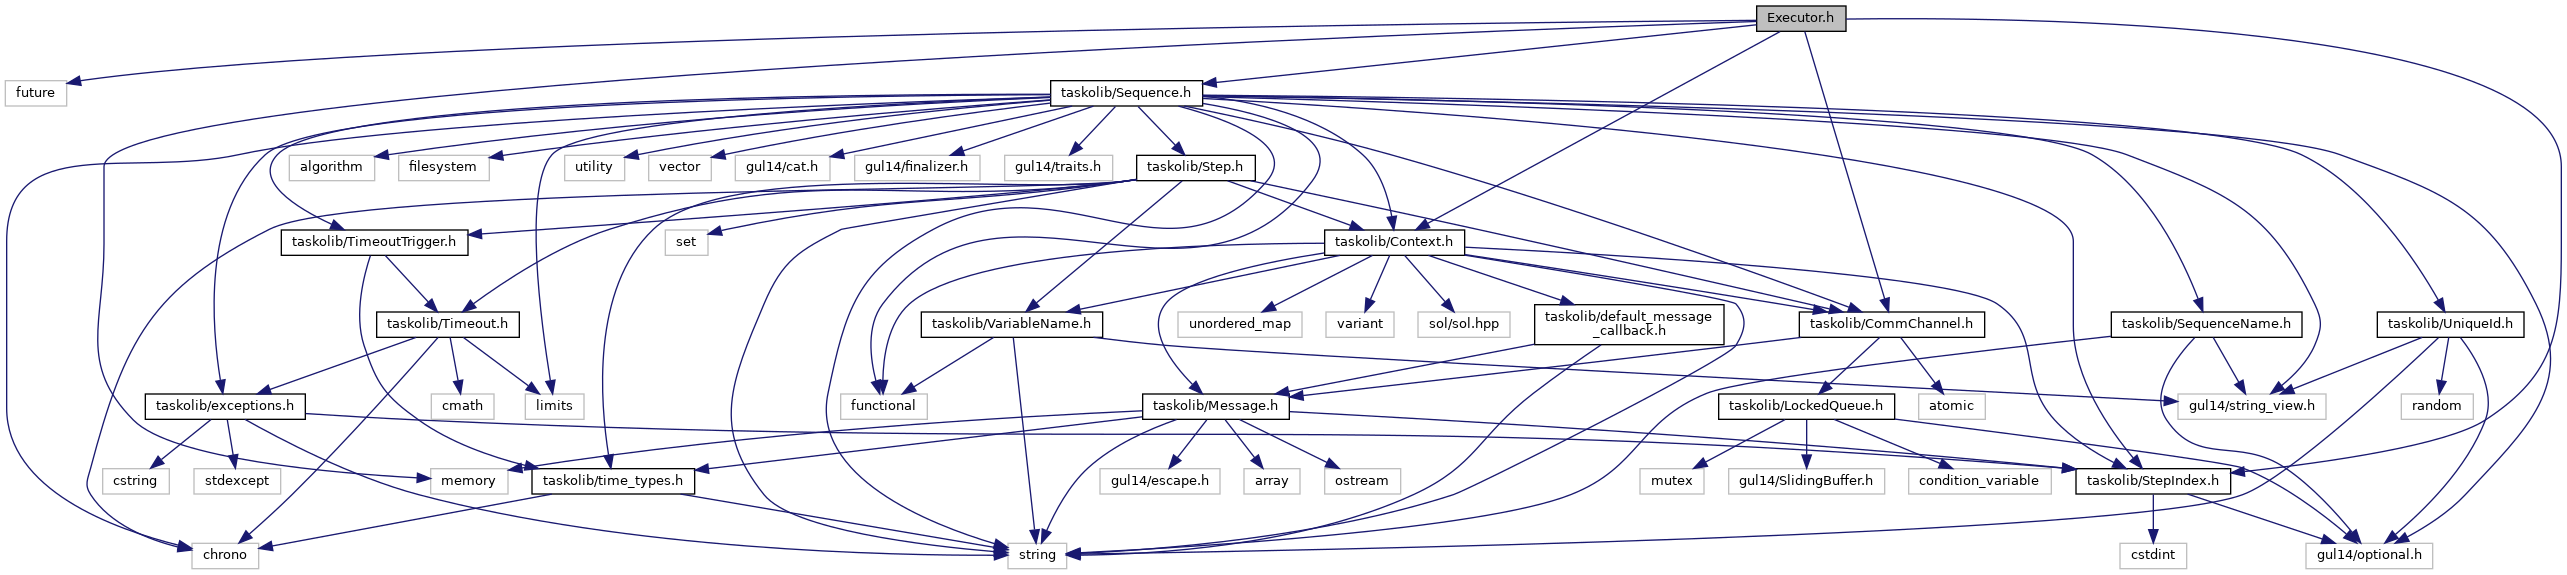 Executor.h
future
taskolib/Sequence.h
algorithm
filesystem
utility
vector
gul14/cat.h
gul14/finalizer.h
gul14/traits.h
taskolib/Step.h
taskolib/TimeoutTrigger.h
set
taskolib/Context.h
taskolib/Timeout.h
taskolib/VariableName.h
unordered_map
variant
sol/sol.hpp
taskolib/default_message
_callback.h
taskolib/CommChannel.h
taskolib/SequenceName.h
taskolib/UniqueId.h
taskolib/exceptions.h
cmath
limits
functional
taskolib/Message.h
taskolib/LockedQueue.h
atomic
gul14/string_view.h
random
cstring
stdexcept
memory
taskolib/time_types.h
gul14/escape.h
array
ostream
mutex
gul14/SlidingBuffer.h
condition_variable
taskolib/StepIndex.h
chrono
string
cstdint
gul14/optional.h